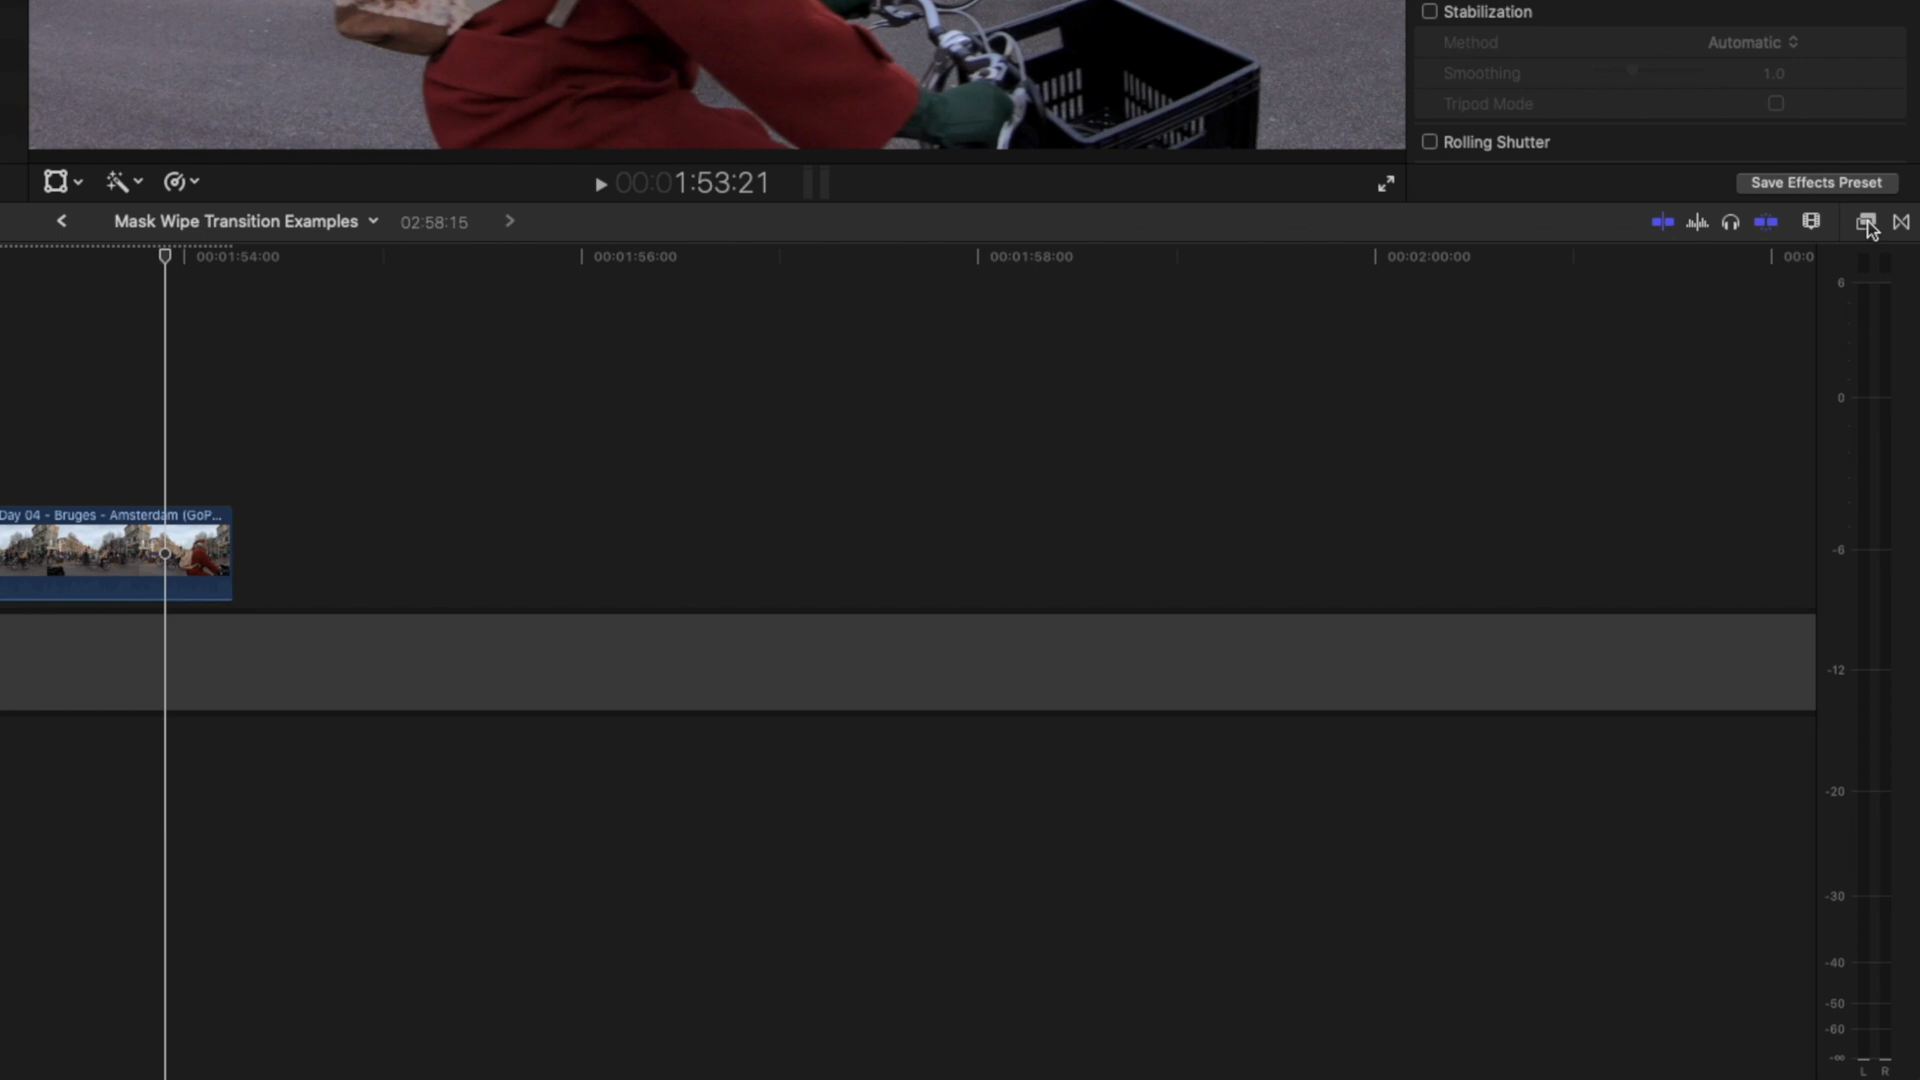 Stabilization
Method Automatic
Smoothing 1.0
Tripod Mode
Rolling Shutter
00:01:53:21
Save Effects Preset
Mask Wipe Transition Examples 02:58:15
00:01:54:00 00:01:56:00 00:01:58:00 00:02:00:00 00:0
Day 04 - Bruges - Amsterdam (GoP...
6
0
-6
-12
-20
-30
-40
-50
-60
-∞
L R